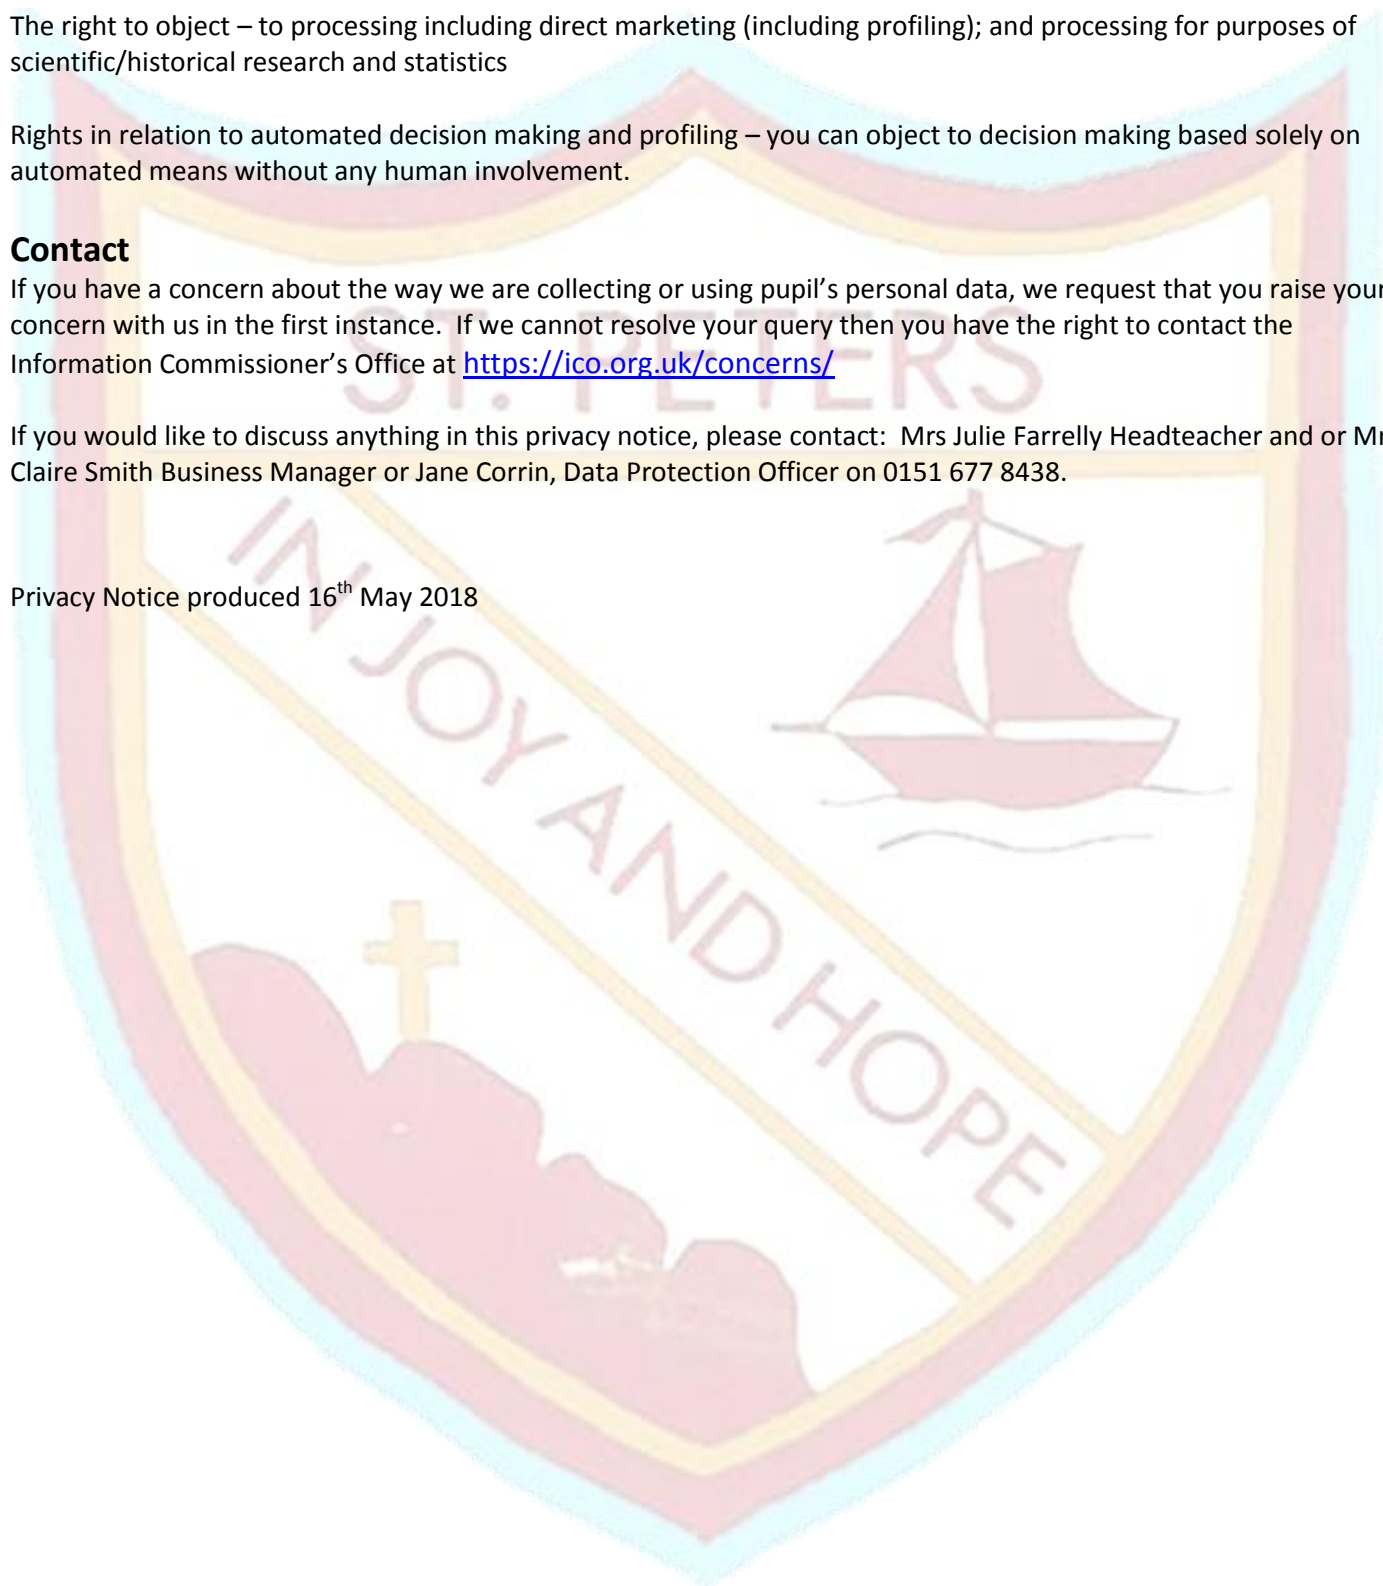 The right to object – to processing including direct marketing (including profiling); and processing for purposes of
scientific/historical research and statistics
Rights in relation to automated decision making and profiling – you can object to decision making based solely on
automated means without any human involvement.
Contact
If you have a concern about the way we are collecting or using pupil’s personal data, we request that you raise your
concern with us in the first instance.  If we cannot resolve your query then you have the right to contact the
Information Commissioner’s Office at https://ico.org.uk/concerns/
ST. PETERS
If you would like to discuss anything in this privacy notice, please contact:  Mrs Julie Farrelly Headteacher and or
Claire Smith Business Manager or Jane Corrin, Data Protection Officer on 0151 677 8438.
Privacy Notice produced 16th May 2018
IN JOY AND HOPE